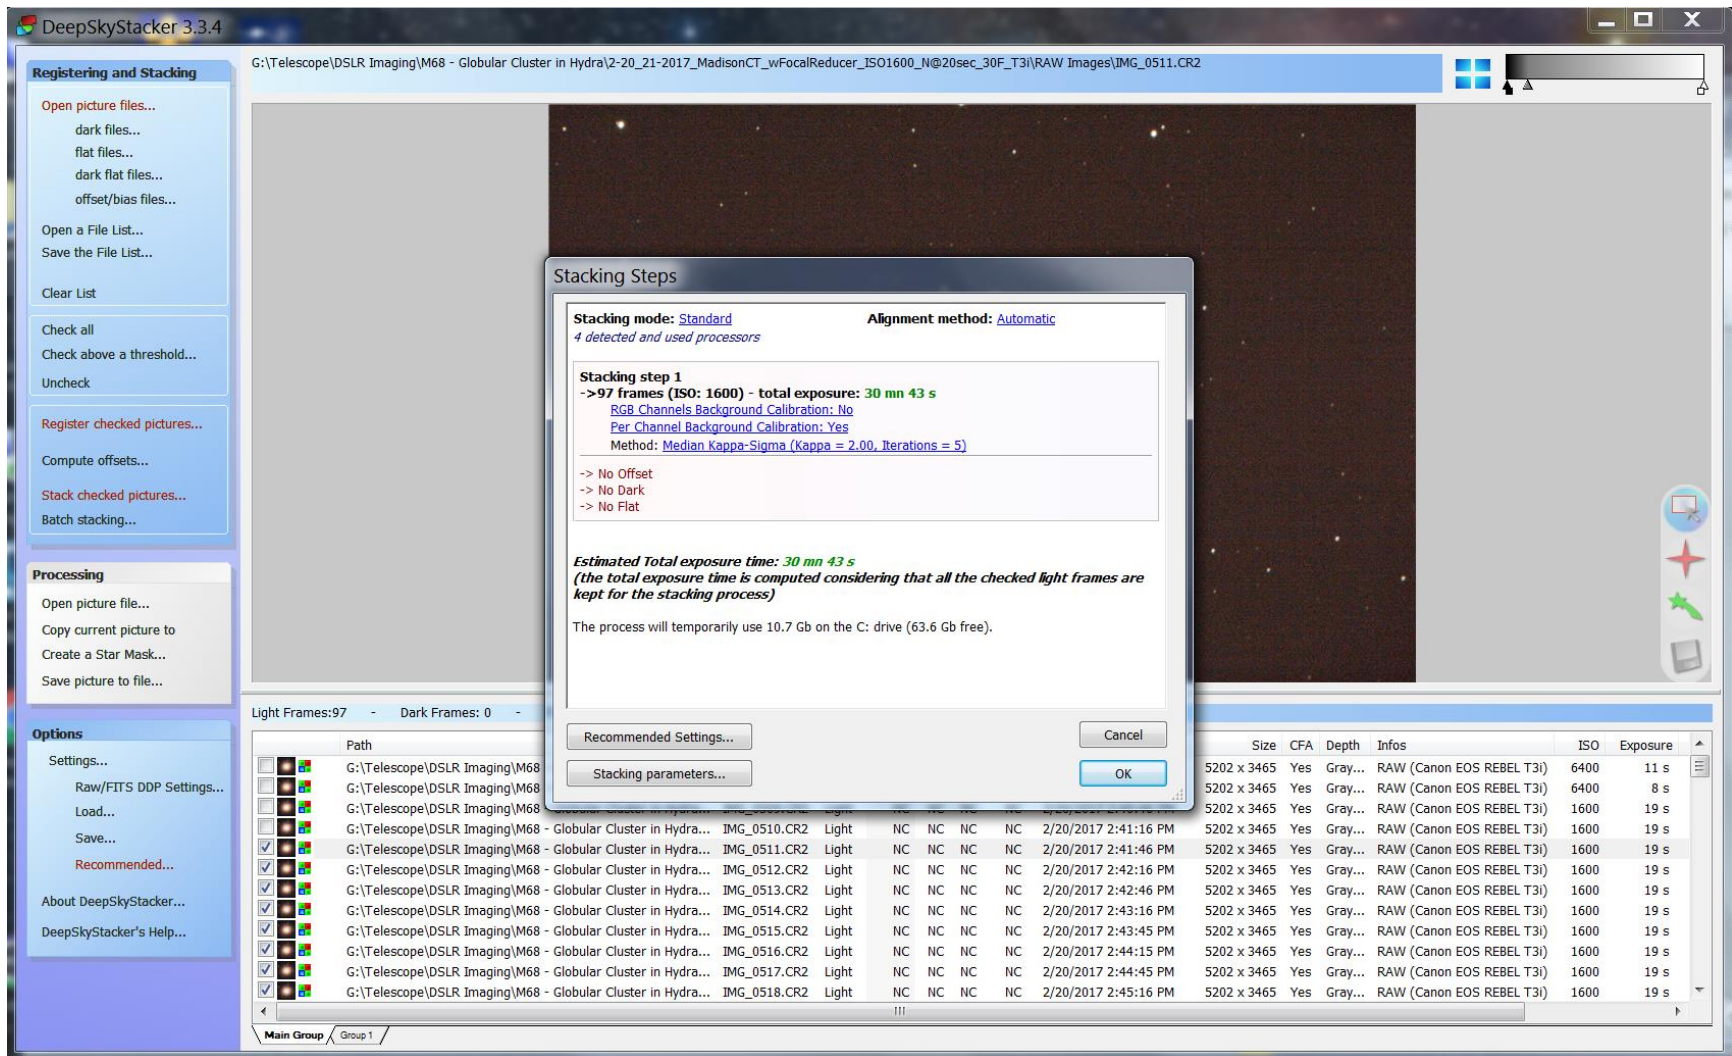 DeepSkyStacker 3.3.4
Registering and Stacking
Open picture files...
dark files...
flat files...
dark flat files...
offset/bias files...
Open a File List...
Save the File List...
Clear List
Check all
Check above a threshold...
Uncheck
Register checked pictures...
Compute offsets...
Stack checked pictures...
Batch stacking...
Processing
Open picture file...
Copy current picture to
Create a Star Mask...
Save picture to file...
Options
Settings...
Raw/FITS DDP Settings...
Load...
Save...
Recommended...
About DeepSkyStacker...
DeepSkyStacker's Help...
G:\Telescope\DSLR Imaging\M68 - Globular Cluster in Hydra\2-20_21-2017_MadisonCT_wFocalReducer_ISO1600_N@20sec_30F_T3i\RAW Images\IMG_0511.CR2
Stacking Steps
Stacking mode: Standard Alignment method: Automatic
4 detected and used processors
Stacking step 1
->97 frames (ISO: 1600) - total exposure: 30 mn 43 s
RGB Channels Background Calibration: No
Per Channel Background Calibration: Yes
Method: Median Kappa-Sigma (Kappa = 2.00, Iterations = 5)
-> No Offset
-> No Dark
-> No Flat
Estimated Total exposure time: 30 mn 43 s
(the total exposure time is computed considering that all the checked light frames are
kept for the stacking process)
The process will temporarily use 10.7 Gb on the C: drive (63.6 Gb free).
Recommended Settings... Cancel
Stacking parameters... OK
Light Frames:97 - Dark Frames: 0 -
Path Size CFA Depth Infos ISO Exposure
G:\Telescope\DSLR Imaging\M68 5202 x 3465 Yes Gray... RAW (Canon EOS REBEL T3i) 6400 11 s
G:\Telescope\DSLR Imaging\M68 5202 x 3465 Yes Gray... RAW (Canon EOS REBEL T3i) 6400 8 s
G:\Telescope\DSLR Imaging\M68 5202 x 3465 Yes Gray... RAW (Canon EOS REBEL T3i) 1600 19 s
G:\Telescope\DSLR Imaging\M68 - Globular Cluster in Hydra... IMG_0510.CR2 Light NC NC NC NC 2/20/2017 2:41:16 PM 5202 x 3465 Yes Gray... RAW (Canon EOS REBEL T3i) 1600 19 s
G:\Telescope\DSLR Imaging\M68 - Globular Cluster in Hydra... IMG_0511.CR2 Light NC NC NC NC 2/20/2017 2:41:46 PM 5202 x 3465 Yes Gray... RAW (Canon EOS REBEL T3i) 1600 19 s
G:\Telescope\DSLR Imaging\M68 - Globular Cluster in Hydra... IMG_0512.CR2 Light NC NC NC NC 2/20/2017 2:42:16 PM 5202 x 3465 Yes Gray... RAW (Canon EOS REBEL T3i) 1600 19 s
G:\Telescope\DSLR Imaging\M68 - Globular Cluster in Hydra... IMG_0513.CR2 Light NC NC NC NC 2/20/2017 2:42:46 PM 5202 x 3465 Yes Gray... RAW (Canon EOS REBEL T3i) 1600 19 s
G:\Telescope\DSLR Imaging\M68 - Globular Cluster in Hydra... IMG_0514.CR2 Light NC NC NC NC 2/20/2017 2:43:16 PM 5202 x 3465 Yes Gray... RAW (Canon EOS REBEL T3i) 1600 19 s
G:\Telescope\DSLR Imaging\M68 - Globular Cluster in Hydra... IMG_0515.CR2 Light NC NC NC NC 2/20/2017 2:43:45 PM 5202 x 3465 Yes Gray... RAW (Canon EOS REBEL T3i) 1600 19 s
G:\Telescope\DSLR Imaging\M68 - Globular Cluster in Hydra... IMG_0516.CR2 Light NC NC NC NC 2/20/2017 2:44:15 PM 5202 x 3465 Yes Gray... RAW (Canon EOS REBEL T3i) 1600 19 s
G:\Telescope\DSLR Imaging\M68 - Globular Cluster in Hydra... IMG_0517.CR2 Light NC NC NC NC 2/20/2017 2:44:45 PM 5202 x 3465 Yes Gray... RAW (Canon EOS REBEL T3i) 1600 19 s
G:\Telescope\DSLR Imaging\M68 - Globular Cluster in Hydra... IMG_0518.CR2 Light NC NC NC NC 2/20/2017 2:45:16 PM 5202 x 3465 Yes Gray... RAW (Canon EOS REBEL T3i) 1600 19 s
Main Group Group 1